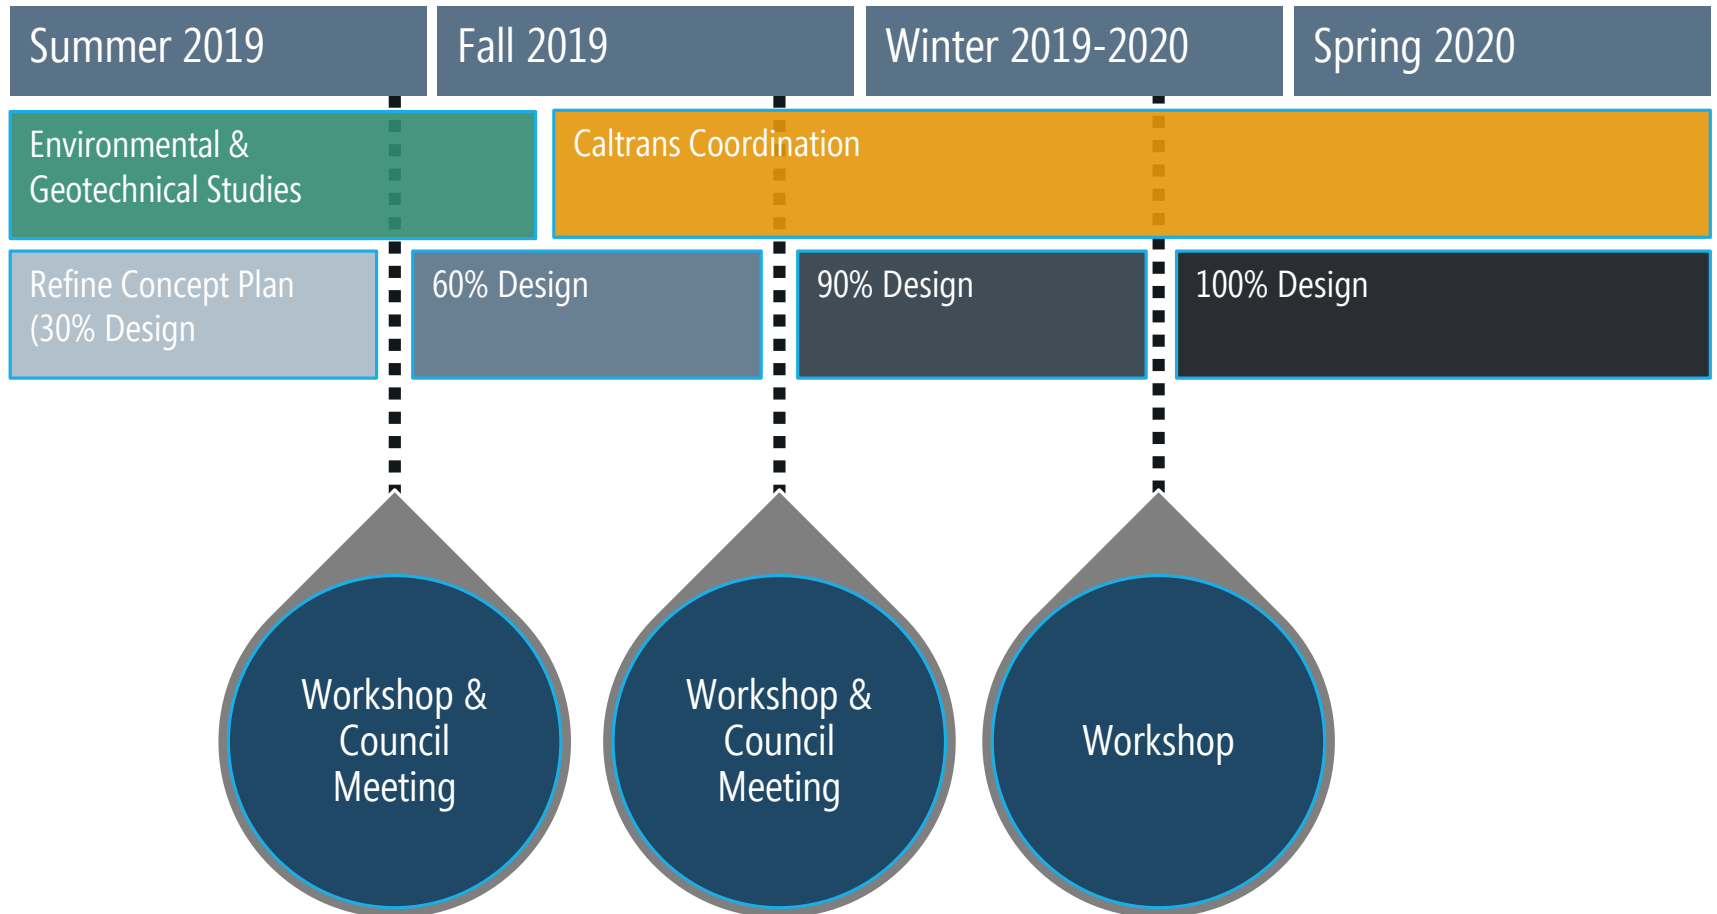 Summer 2019
Fall 2019
Winter 2019-2020
Spring 2020
Environmental &
Geotechnical Studies
Caltrans Coordination
Refine Concept Plan
(30% Design
60% Design
90% Design
100% Design
Workshop &
Council
Meeting
Workshop &
Council
Meeting
Workshop